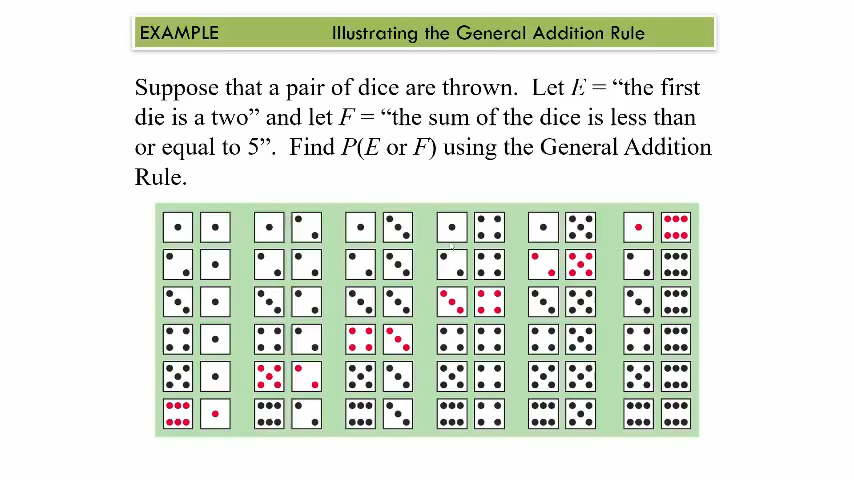 EXAMPLE Illustrating the General Addition Rule
Suppose that a pair of dice are thrown. Let E = “the first
die is a two” and let F = “the sum of the dice is less than
or equal to 5”. Find P(E or F) using the General Addition
Rule.